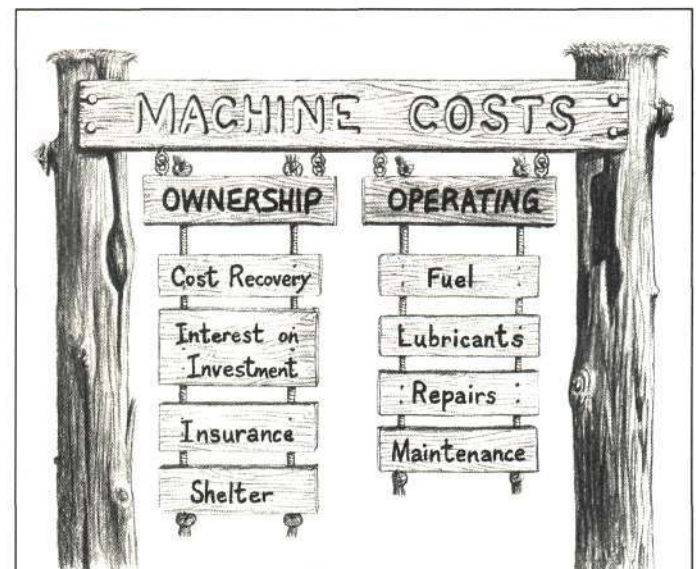 MACHINE COSTS
OWNERSHIP
Cost Recovery
Interest on
Investment
Insurance
Shelter
OPERATING
Fuel
Lubricants
Repairs
Maintenance